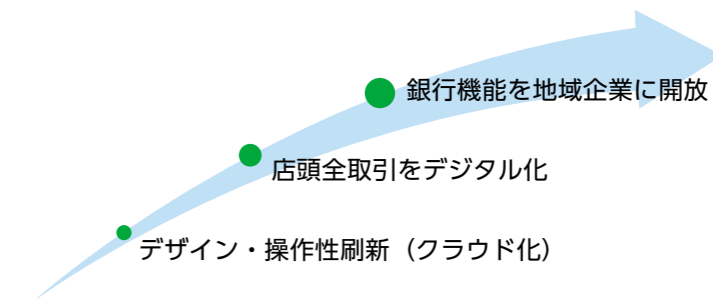 銀行機能を地域企業に開放
店頭全取引をデジタル化
デザイン・操作性刷新（クラウド化）